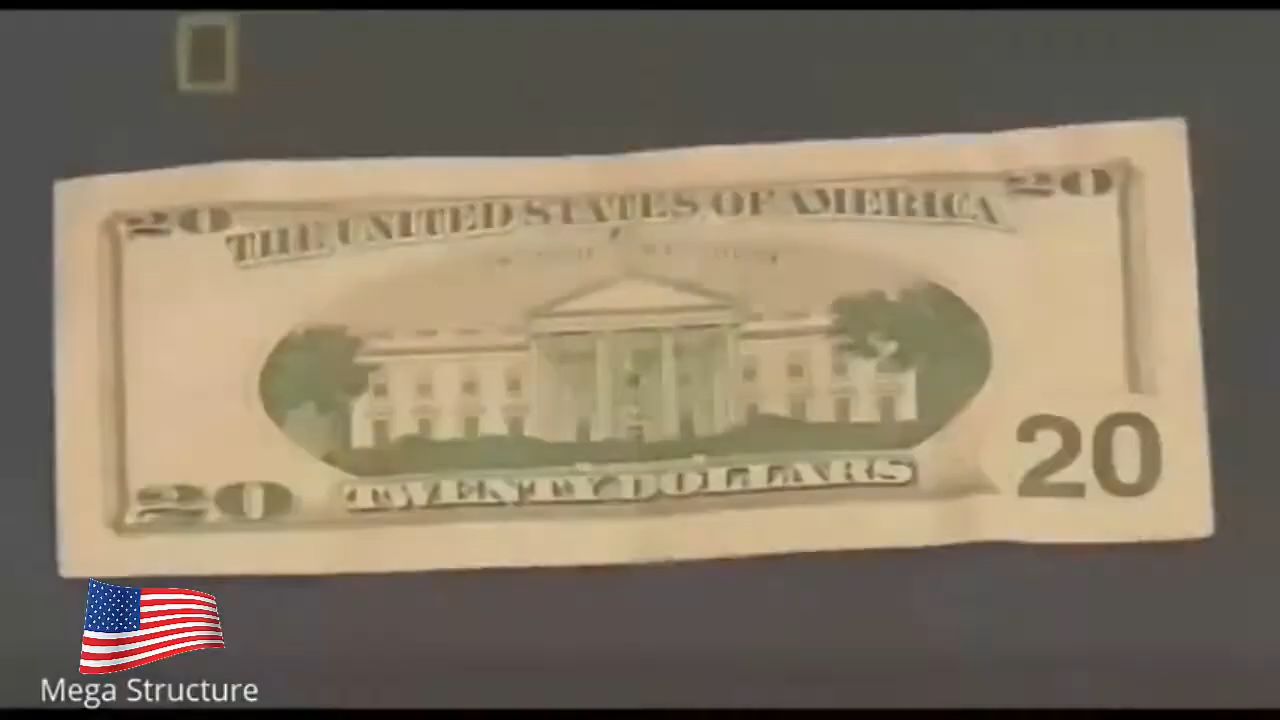 20 20
THE UNITED STATES OF AMERICA
TWENTY DOLLARS
20 20
Mega Structure